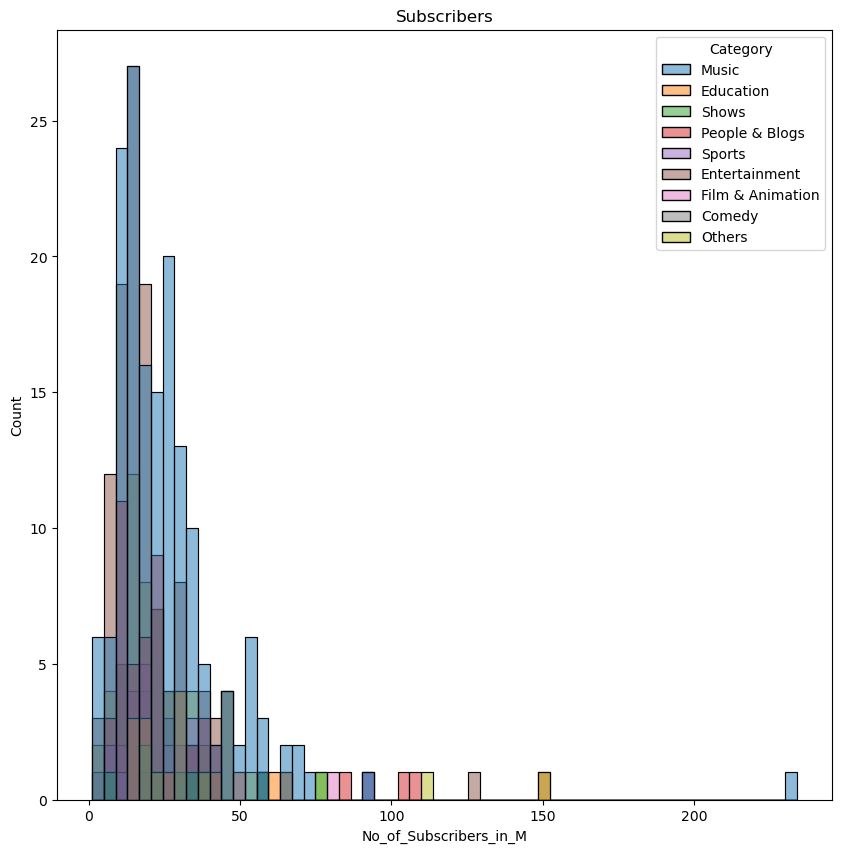 Subscribers
Category
Music
Education
Shows
People & Blogs
Sports
Entertainment
Film & Animation
Comedy
Others
25
20
15
10
5
0
Count
0 50 100 150 200
No_of_Subscribers_in_M